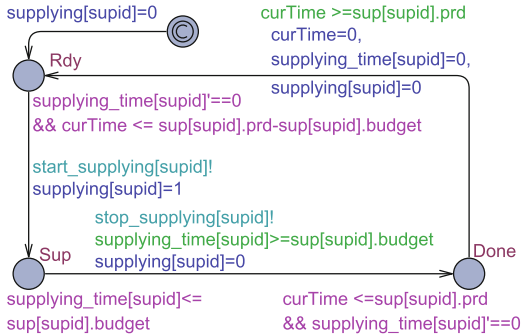 supplying[supid]=0
curTime >=sup[supid].prd
curTime=0,
supplying_time[supid]=0,
supplying[supid]=0
C
Rdy
supplying_time[supid]'==0
&& curTime <= sup[supid].prd-sup[supid].budget
start_supplying[supid]!
supplying[supid]=1
stop_supplying[supid]!
supplying_time[supid]>=sup[supid].budget
supplying[supid]=0
Sup
Done
supplying_time[supid]<=
sup[supid].budget
curTime <=sup[supid].prd
&& supplying_time[supid]'==0